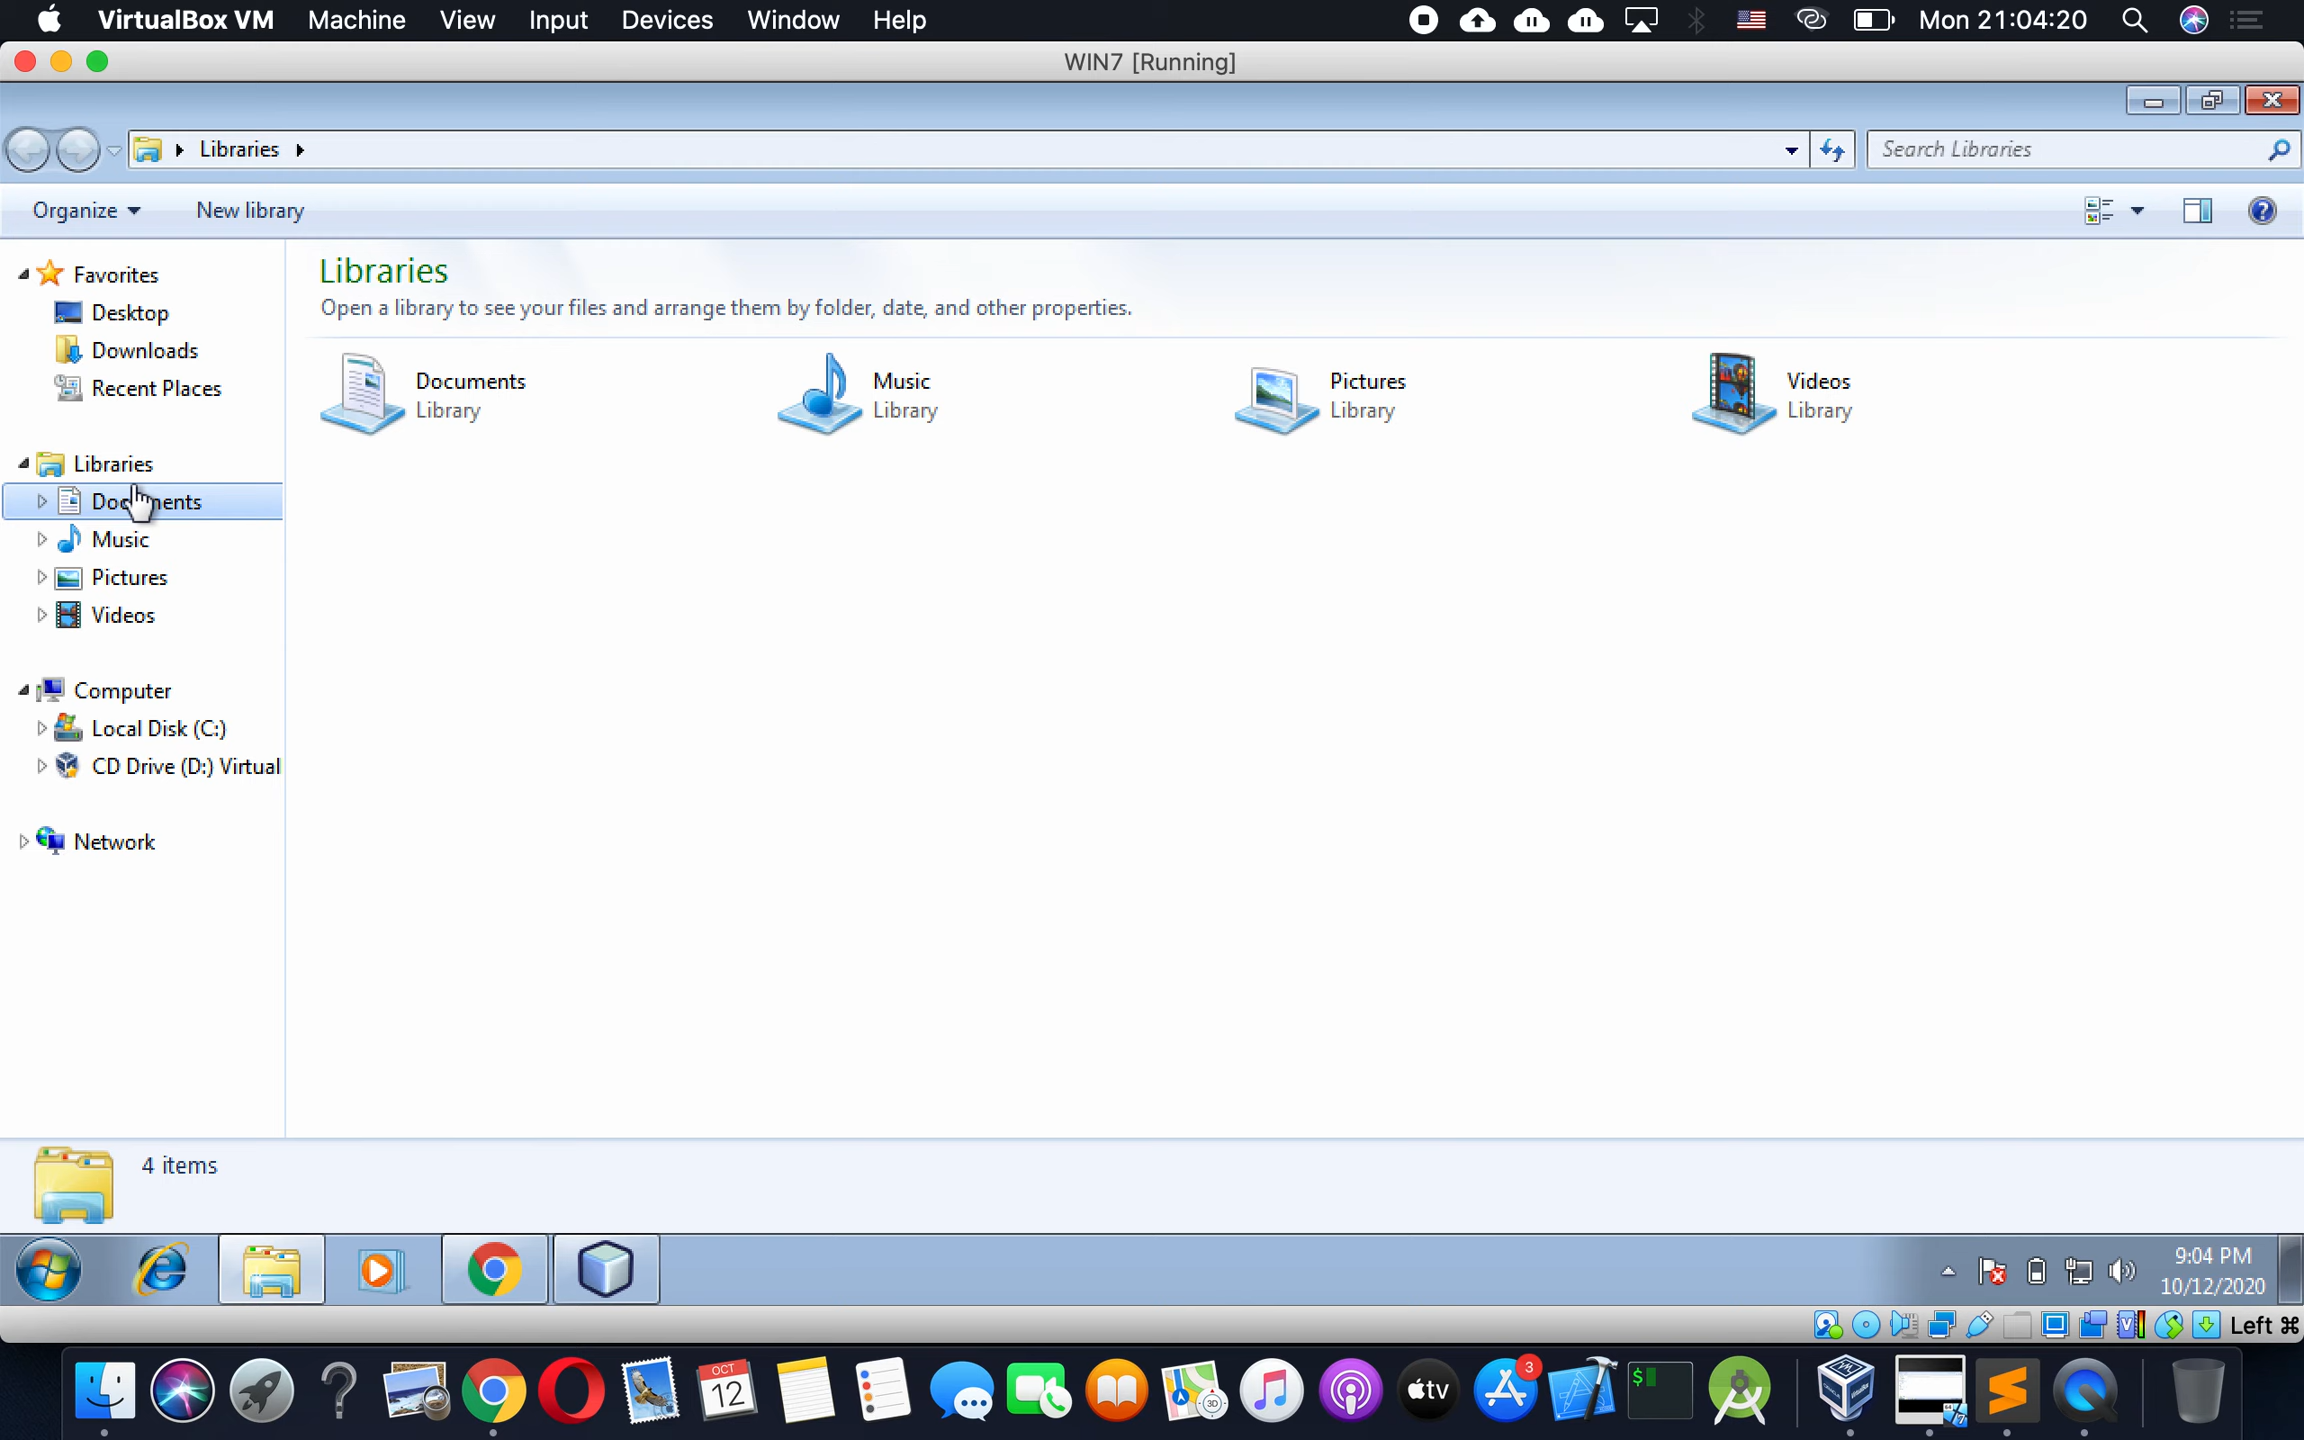 VirtualBox VM Machine View Input Devices Window Help Mon 21:04:20
WIN7 [Running]
Libraries Search Libraries
Organize New library
Favorites
Desktop
Downloads
Recent Places
Libraries
Documents
Music
Pictures
Videos
Computer
Local Disk (C:)
CD Drive (D:) Virtual
Network
Libraries
Open a library to see your files and arrange them by folder, date, and other properties.
Documents
Library
Music
Library
Pictures
Library
Videos
Library
4 items
9:04 PM
10/12/2020
Left ⌘
OCT
12
3D
tv
3
$